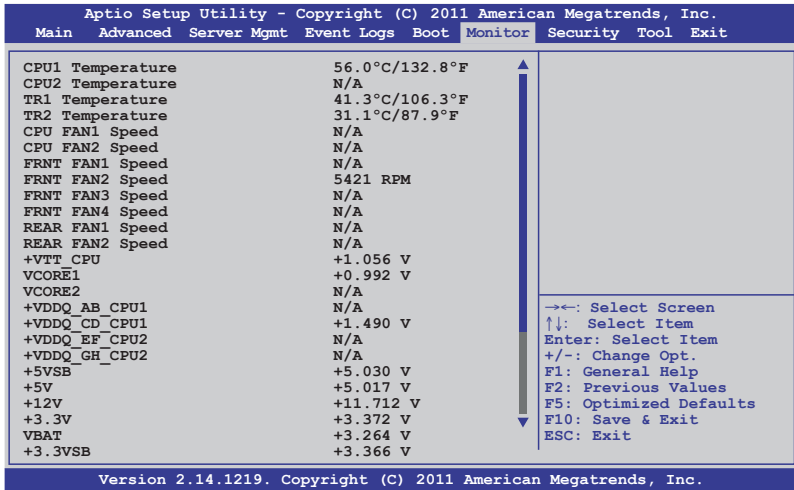 Aptio Setup Utility - Copyright (C) 2011 American Megatrends, Inc.
Main Advanced Server Mgmt Event Logs Boot Monitor Security Tool Exit
CPU1 Temperature 56.0°C/132.8°F
CPU2 Temperature N/A
TR1 Temperature 41.3°C/106.3°F
TR2 Temperature 31.1°C/87.9°F
CPU FAN1 Speed N/A
CPU FAN2 Speed N/A
FRNT FAN1 Speed N/A
FRNT FAN2 Speed 5421 RPM
FRNT FAN3 Speed N/A
FRNT FAN4 Speed N/A
REAR FAN1 Speed N/A
REAR FAN2 Speed N/A
+VTT_CPU +1.056 V
VCORE1 +0.992 V
VCORE2 N/A
+VDDQ_AB_CPU1 N/A
+VDDQ_CD_CPU1 +1.490 V
+VDDQ_EF_CPU2 N/A
+VDDQ_GH_CPU2 N/A
+5VSB +5.030 V
+5V +5.017 V
+12V +11.712 V
+3.3V +3.372 V
VBAT +3.264 V
+3.3VSB +3.366 V
→←: Select Screen
↑↓: Select Item
Enter: Select Item
+/-: Change Opt.
F1: General Help
F2: Previous Values
F5: Optimized Defaults
F10: Save & Exit
ESC: Exit
Version 2.14.1219. Copyright (C) 2011 American Megatrends, Inc.